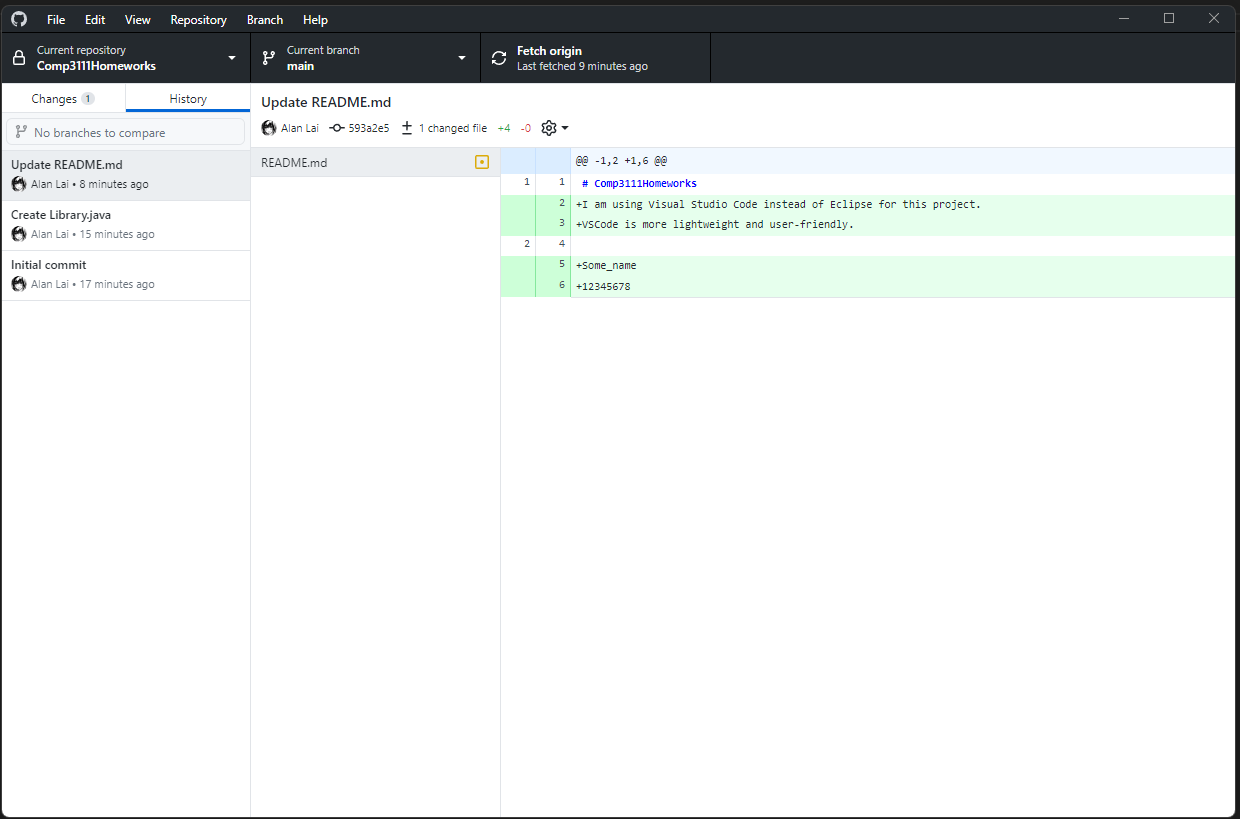 File Edit View Repository Branch Help
Current repository
Comp3111Homeworks
Current branch
main
Fetch origin
Last fetched 9 minutes ago
Changes 1
History
No branches to compare
Update README.md
Alan Lai • 8 minutes ago
Create Library.java
Alan Lai • 15 minutes ago
Initial commit
Alan Lai • 17 minutes ago
Update README.md
Alan Lai 593a2e5 1 changed file +4 -0
README.md
@@ -1,2 +1,6 @@
1 1 # Comp3111Homeworks
2 +I am using Visual Studio Code instead of Eclipse for this project.
3 +VSCode is more lightweight and user-friendly.
2 4
5 +Some_name
6 +12345678